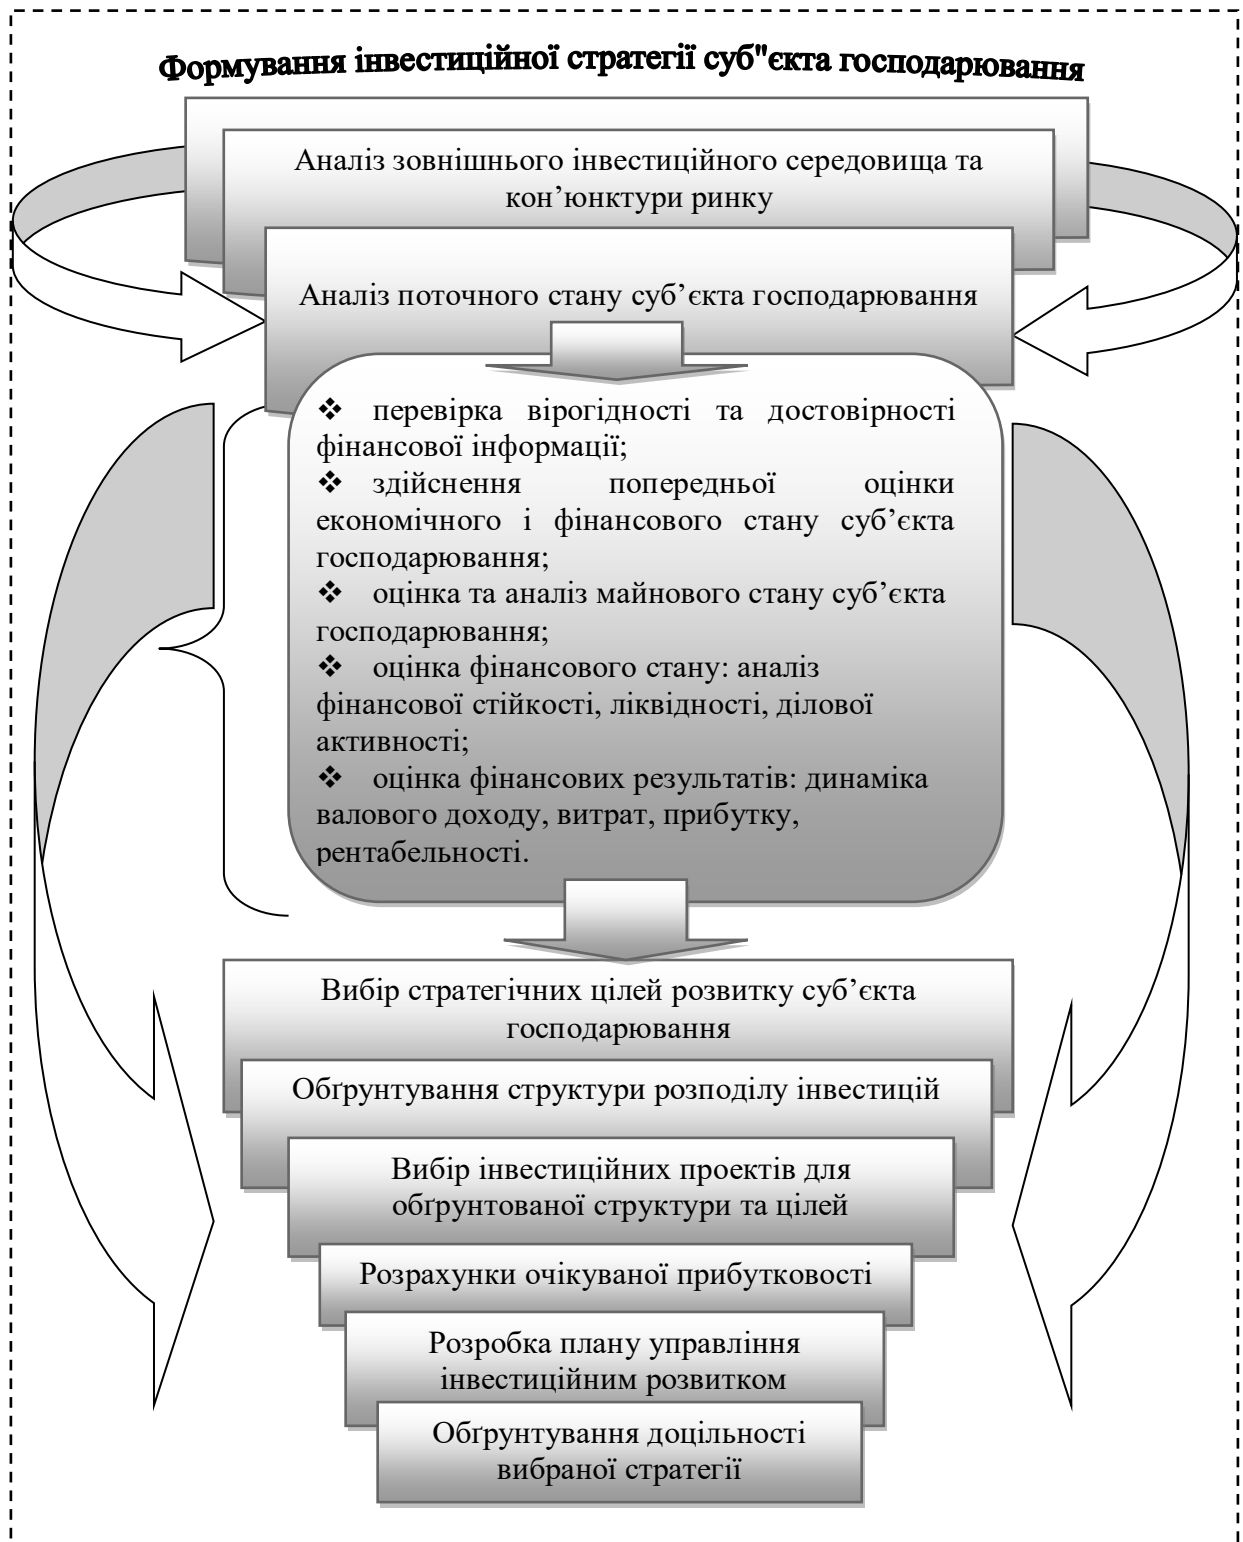 Формування інвестиційної стратегії суб"єкта господарювання
Аналіз зовнішнього інвестиційного середовища та
кон’юнктури ринку
Аналіз поточного стану суб’єкта господарювання
❖ перевірка вірогідності та достовірності
фінансової інформації;
❖ здійснення попередньої оцінки
економічного і фінансового стану суб’єкта
господарювання;
❖ оцінка та аналіз майнового стану суб’єкта
господарювання;
❖ оцінка фінансового стану: аналіз
фінансової стійкості, ліквідності, ділової
активності;
❖ оцінка фінансових результатів: динаміка
валового доходу, витрат, прибутку,
рентабельності.
Вибір стратегічних цілей розвитку суб’єкта
господарювання
Обґрунтування структури розподілу інвестицій
Вибір інвестиційних проектів для
обґрунтованої структури та цілей
Розрахунки очікуваної прибутковості
Розробка плану управління
інвестиційним розвитком
Обґрунтування доцільності
вибраної стратегії